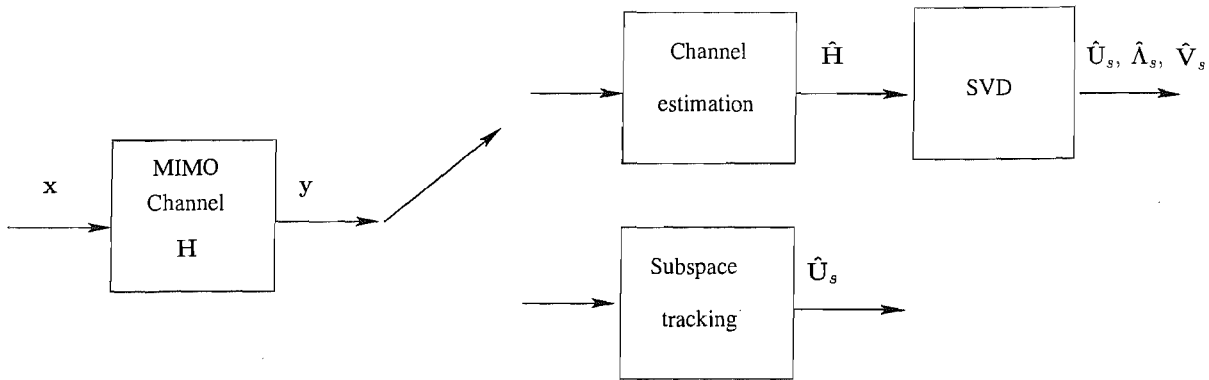 x
MIMO
Channel
H
y
Channel
estimation
Ĥ
SVD
Û_s, Λ̂_s, V̂_s
Subspace
tracking
Û_s